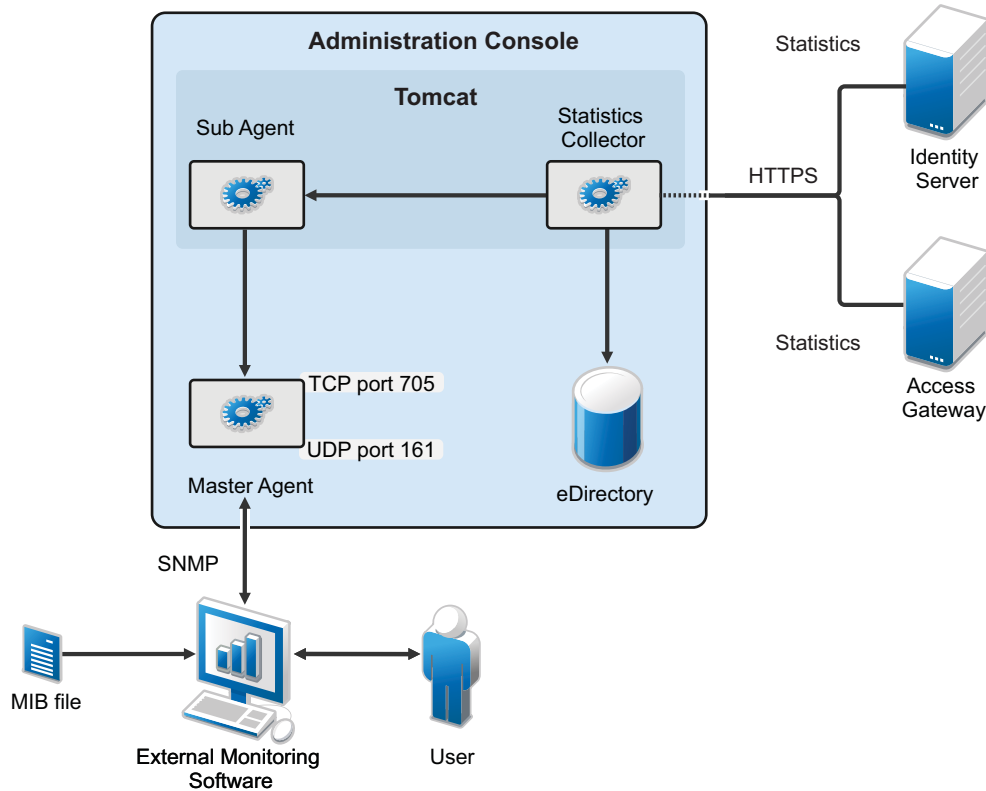 Administration Console
Tomcat
Sub Agent
Statistics
Collector
Statistics
HTTPS
Identity
Server
Statistics
Access
Gateway
TCP port 705
UDP port 161
Master Agent
eDirectory
SNMP
MIB file
External Monitoring
Software
User